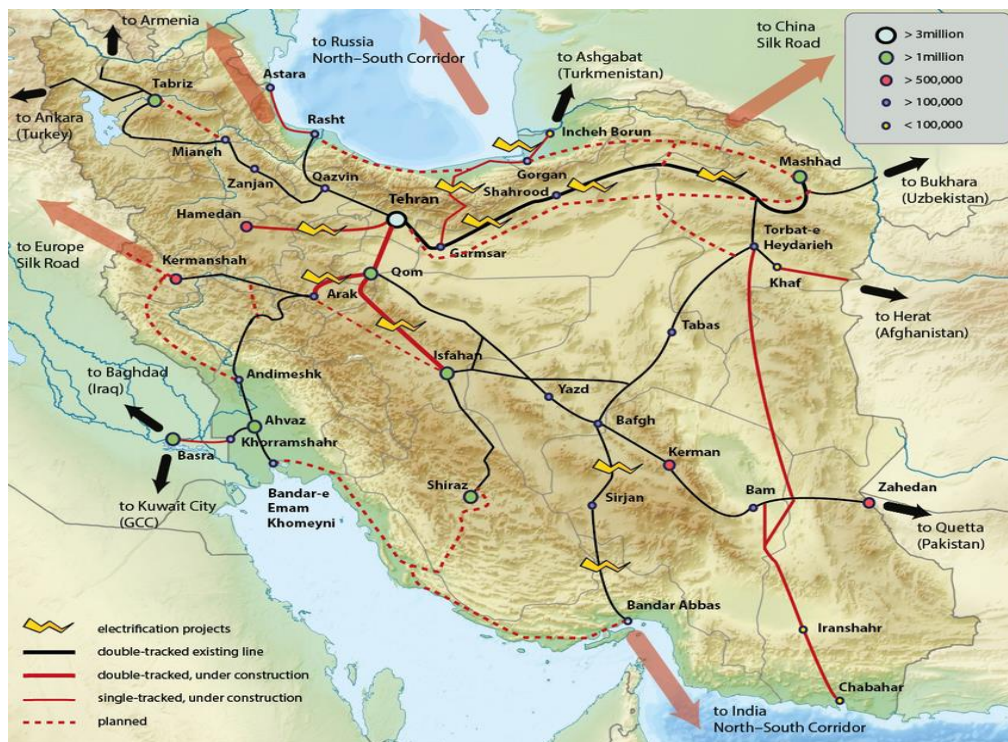 to Armenia
to Russia
North–South Corridor
to China
Silk Road
> 3million
> 1million
> 500,000
> 100,000
< 100,000
to Ashgabat
(Turkmenistan)
Astara
Tabriz
to Ankara
(Turkey)
Rasht
Incheh Borun
Mianeh
Zanjan
Qazvin
Gorgan
Shahrood
Mashhad
to Bukhara
(Uzbekistan)
Tehran
Hamedan
Garmsar
Torbat-e
Heydarieh
to Europe
Silk Road
Kermanshah
Qom
Arak
Khaf
to Herat
(Afghanistan)
Tabas
Isfahan
Andimeshk
Yazd
to Baghdad
(Iraq)
Bafgh
Ahvaz
Khorramshahr
Basra
Kerman
Shiraz
Sirjan
Bam
Zahedan
to Kuwait City
(GCC)
Bandar-e
Emam
Khomeyni
to Quetta
(Pakistan)
Bandar Abbas
Iranshahr
Chabahar
to India
North–South Corridor
electrification projects
double-tracked existing line
double-tracked, under construction
single-tracked, under construction
planned